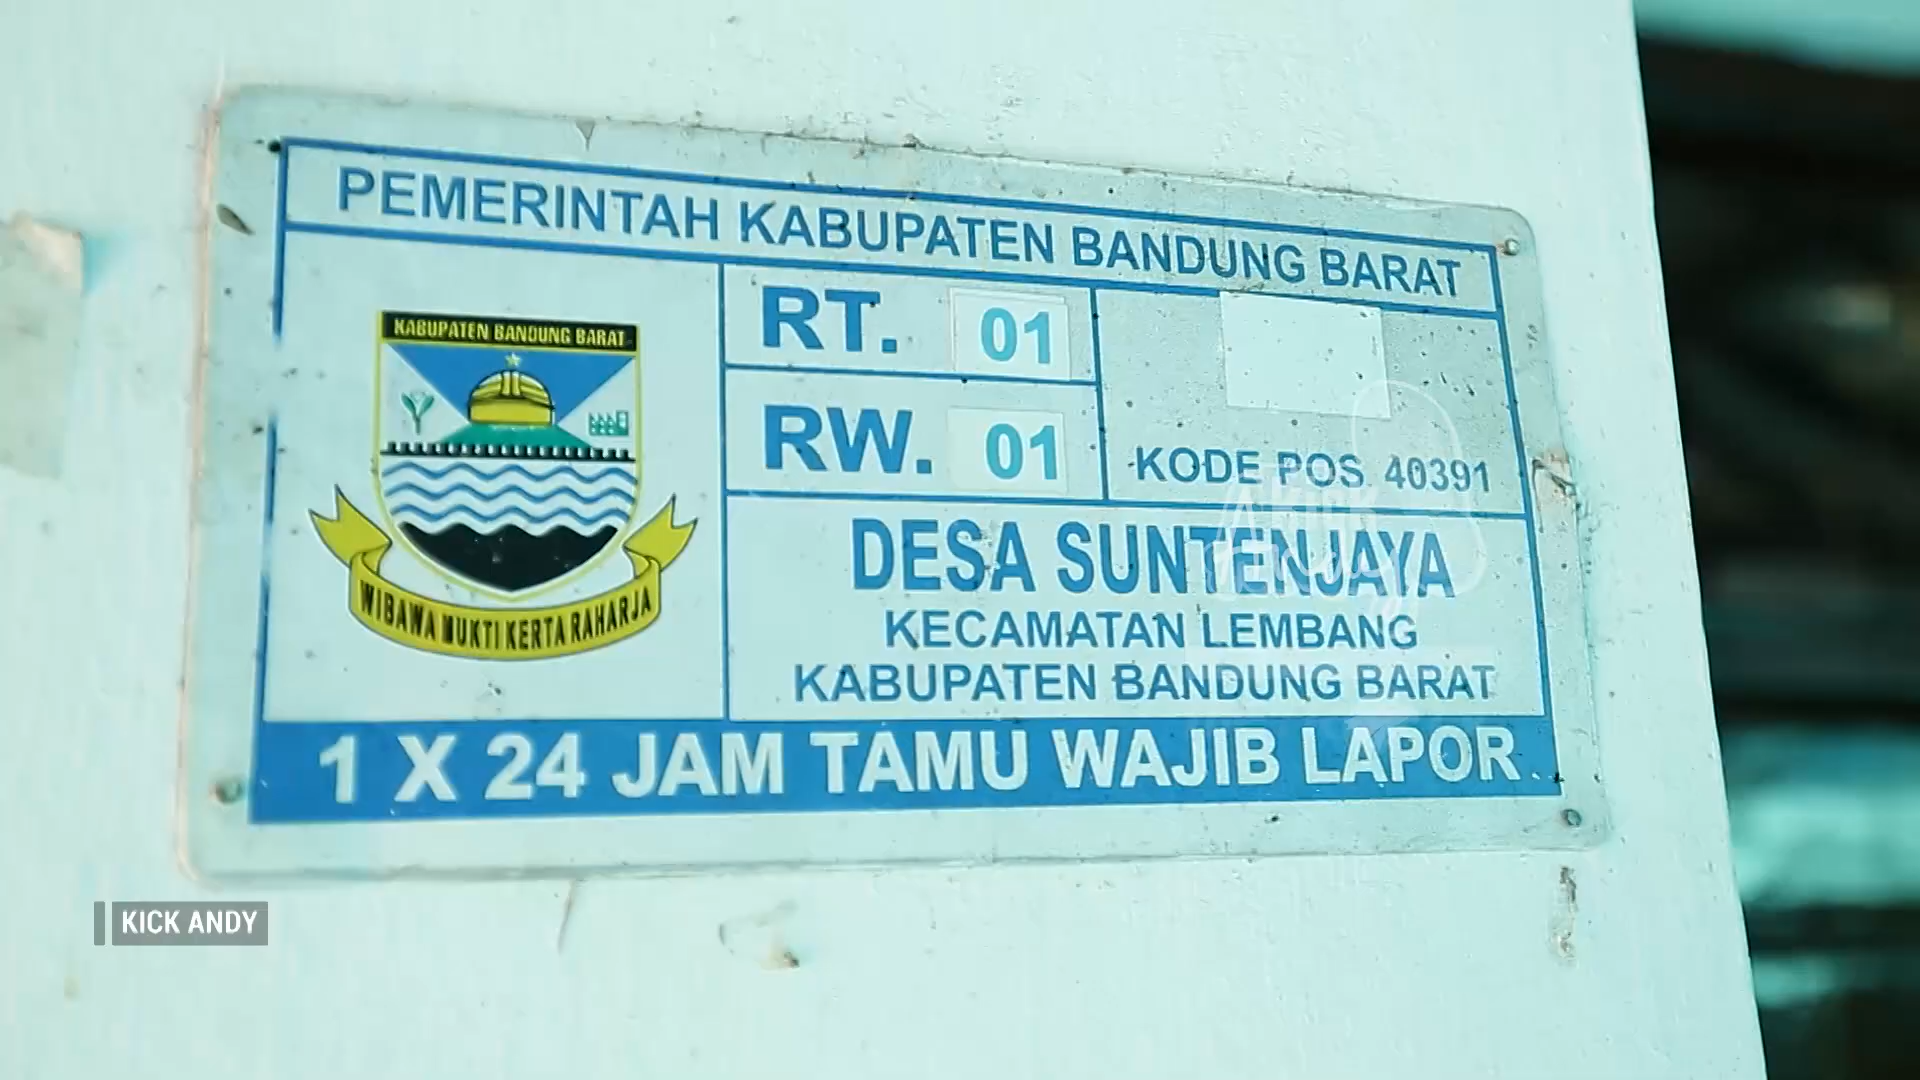 PEMERINTAH KABUPATEN BANDUNG BARAT
KABUPATEN BANDUNG BARAT
WIBAWA MUKTI KERTA RAHARJA
RT. 01
RW. 01
KODE POS 40391
DESA SUNTENJAYA
KECAMATAN LEMBANG
KABUPATEN BANDUNG BARAT
1 X 24 JAM TAMU WAJIB LAPOR
KICK ANDY